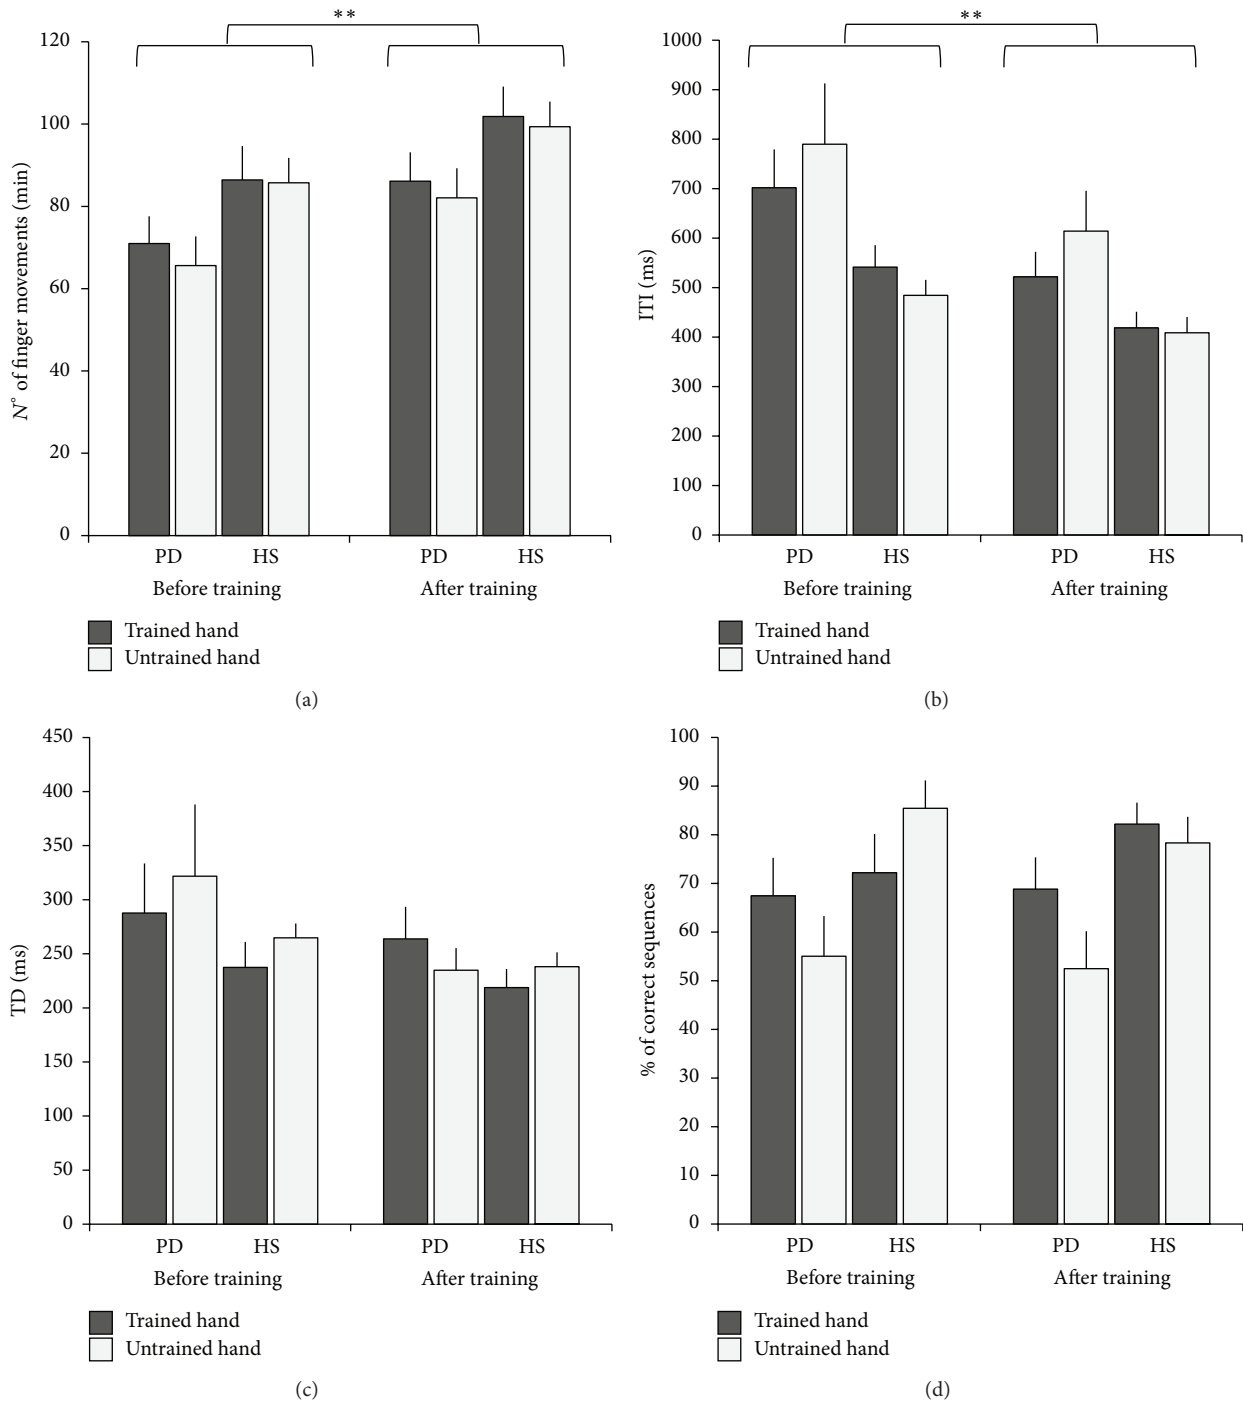 **
120
100
80
60
40
20
0
N° of finger movements (min)
PD
HS
PD
HS
Before training
After training
Trained hand
Untrained hand
(a)
**
1000
900
800
700
600
500
400
300
200
100
0
ITI (ms)
PD
HS
PD
HS
Before training
After training
Trained hand
Untrained hand
(b)
450
400
350
300
250
200
150
100
50
0
TD (ms)
PD
HS
PD
HS
Before training
After training
Trained hand
Untrained hand
(c)
100
90
80
70
60
50
40
30
20
10
0
% of correct sequences
PD
HS
PD
HS
Before training
After training
Trained hand
Untrained hand
(d)